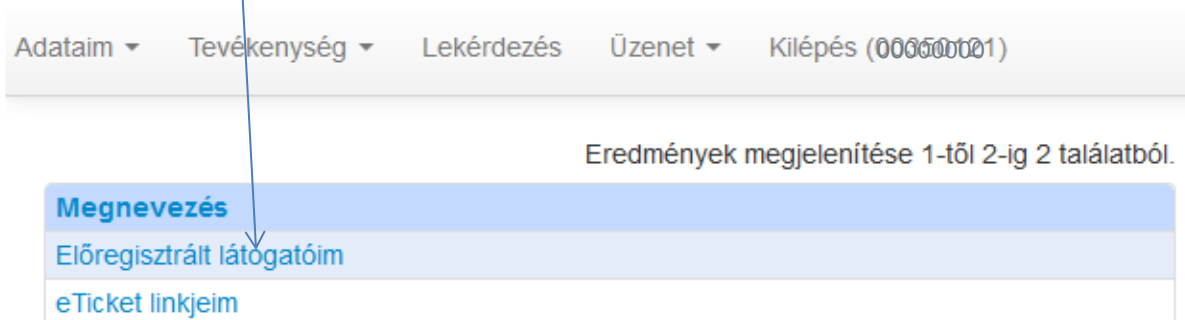 Adataim Tevékenység Lekérdezés Üzenet Kilépés
Eredmények megjelenítése 1-től 2-ig 2 találatból.
Megnevezés
Előregisztrált látogatóim
eTicket linkjeim